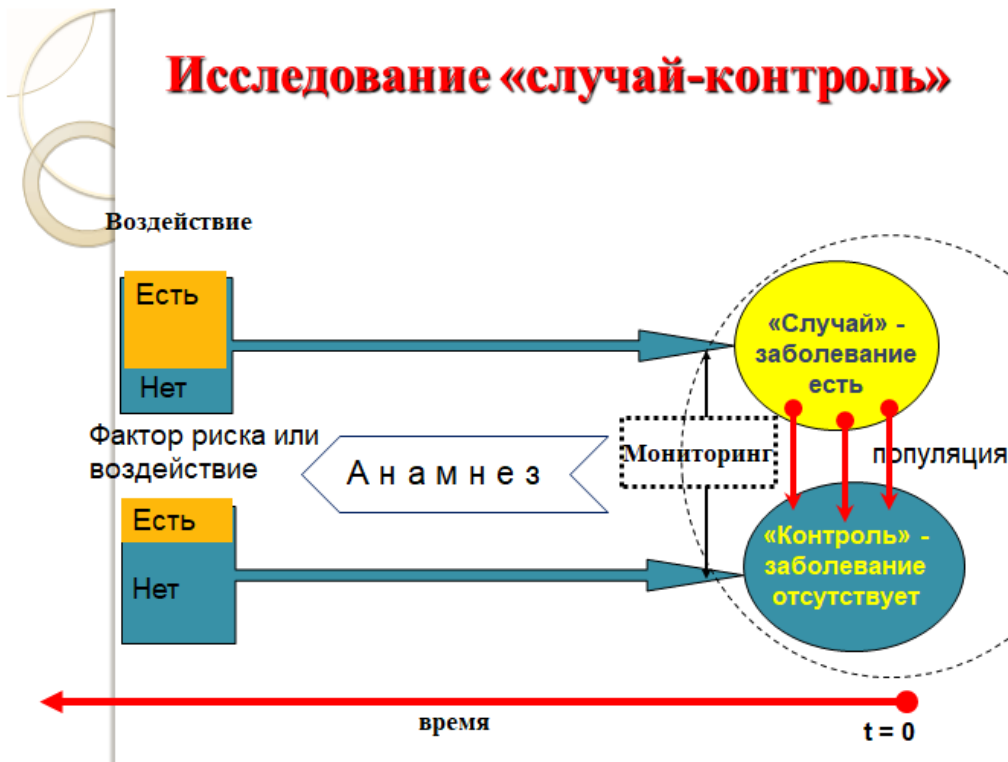 Исследование «случай-контроль»
Воздействие
Есть
Нет
Фактор риска или
воздействие
Есть
Нет
А н а м н е з
Мониторинг
«Случай» -
заболевание
есть
популяция
«Контроль» -
заболевание
отсутствует
время
t = 0